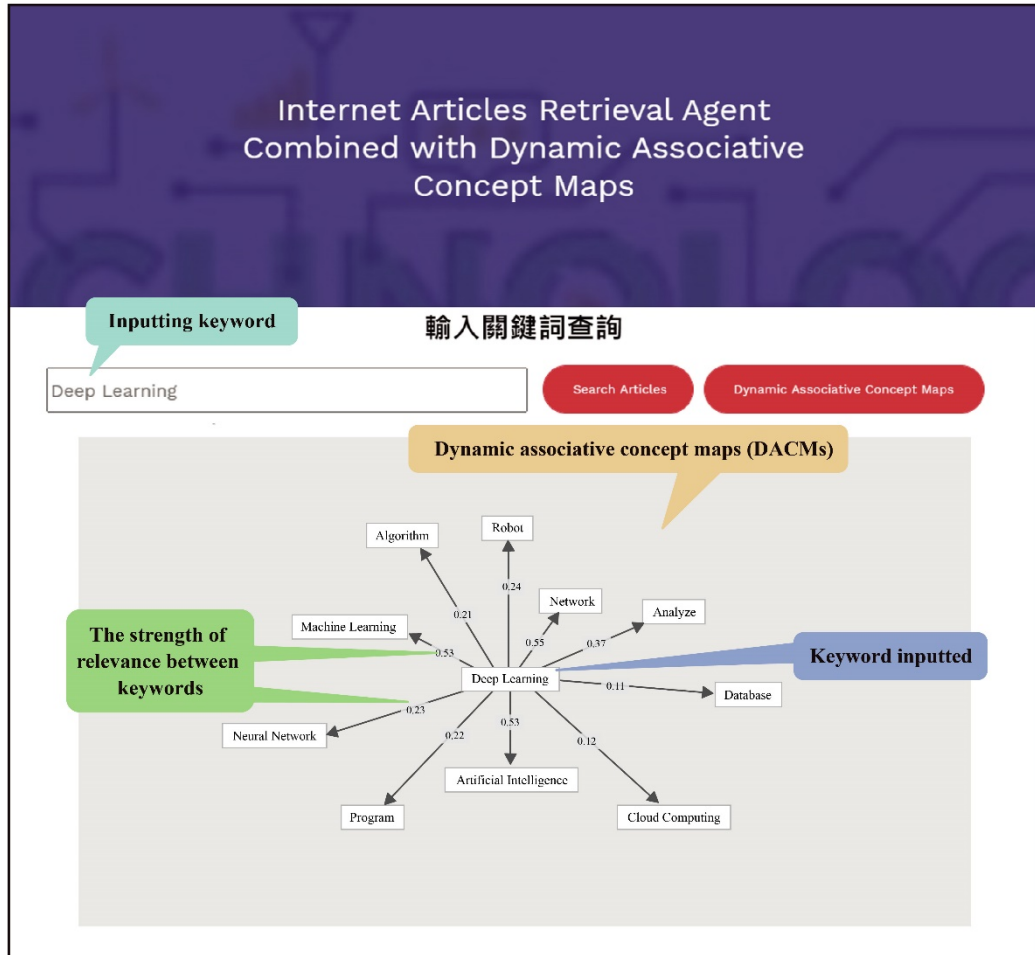 Internet Articles Retrieval Agent
Combined with Dynamic Associative
Concept Maps
Inputting keyword
輸入關鍵詞查詢
Deep Learning
Search Articles
Dynamic Associative Concept Maps
Dynamic associative concept maps (DACMs)
Robot
Algorithm
0.24
Network
Analyze
0.21
Machine Learning
0.55
0.37
The strength of
relevance between
keywords
0.53
Keyword inputted
Deep Learning
0.11
Database
0.23
Neural Network
0.53
0.22
0.12
Artificial Intelligence
Program
Cloud Computing